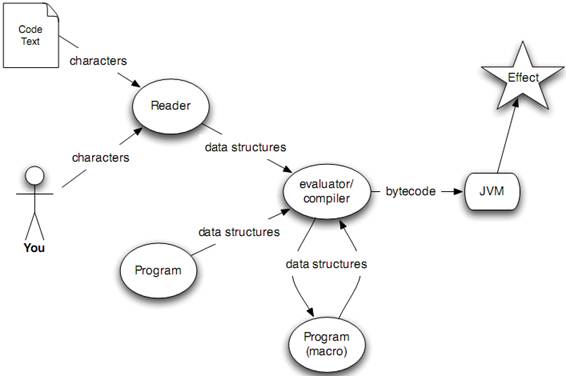 Code
Text
characters
Effect
Reader
characters
data structures
evaluator/
compiler
bytecode
JVM
You
data structures
Program
data structures
Program
(macro)